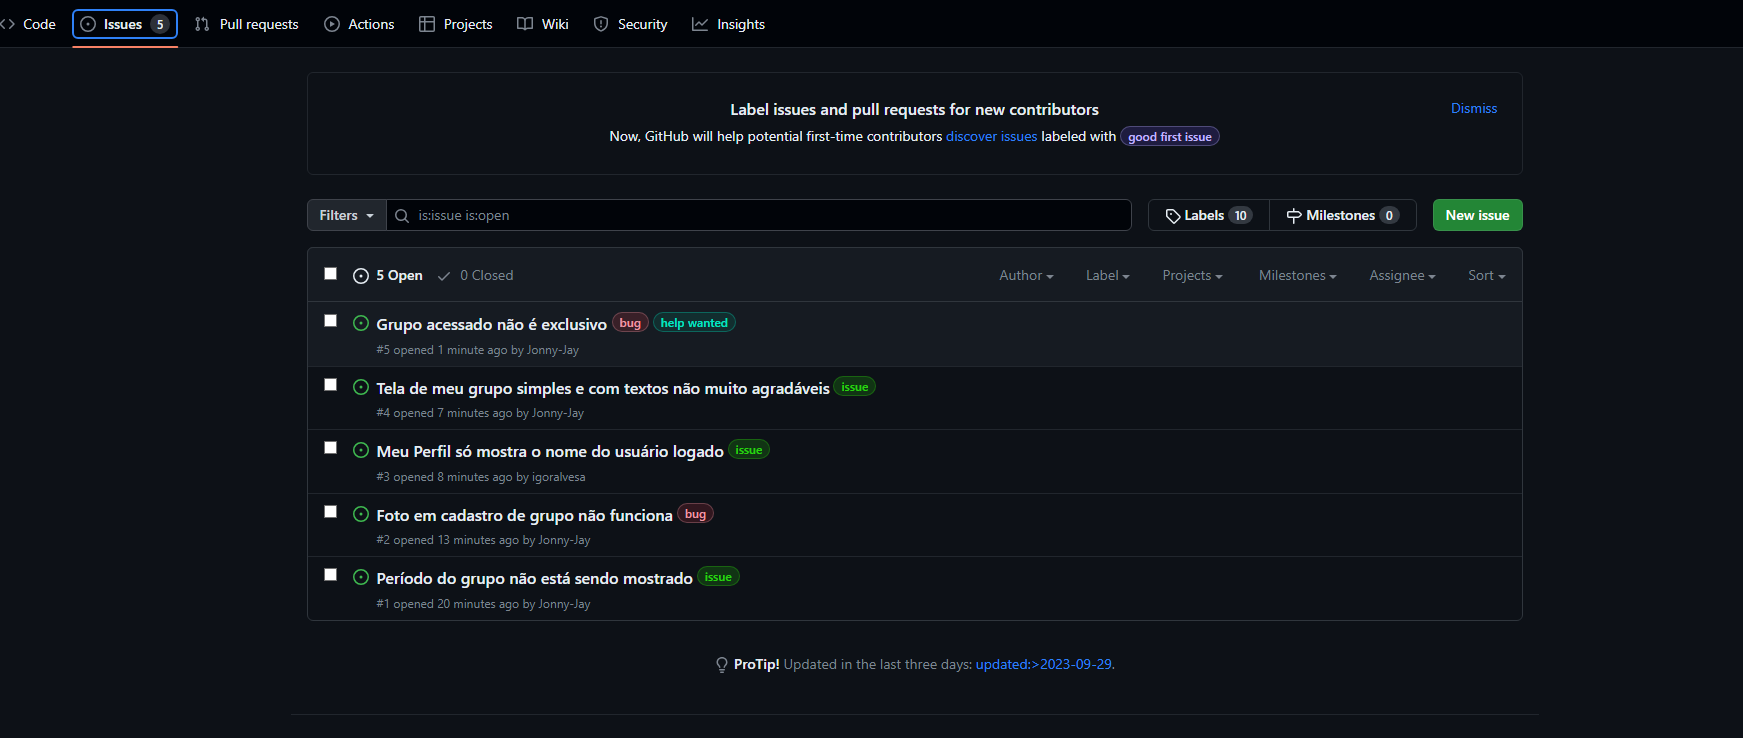 Code Issues 5 Pull requests Actions Projects Wiki Security Insights
Label issues and pull requests for new contributors
Dismiss
Now, GitHub will help potential first-time contributors discover issues labeled with good first issue
Filters is:issue is:open Labels 10 Milestones 0 New issue
5 Open 0 Closed Author Label Projects Milestones Assignee Sort
Grupo acessado não é exclusivo bug help wanted
#5 opened 1 minute ago by Jonny-Jay
Tela de meu grupo simples e com textos não muito agradáveis issue
#4 opened 7 minutes ago by Jonny-Jay
Meu Perfil só mostra o nome do usuário logado issue
#3 opened 8 minutes ago by igoralvesa
Foto em cadastro de grupo não funciona bug
#2 opened 13 minutes ago by Jonny-Jay
Período do grupo não está sendo mostrado issue
#1 opened 20 minutes ago by Jonny-Jay
ProTip! Updated in the last three days: updated:>2023-09-29.